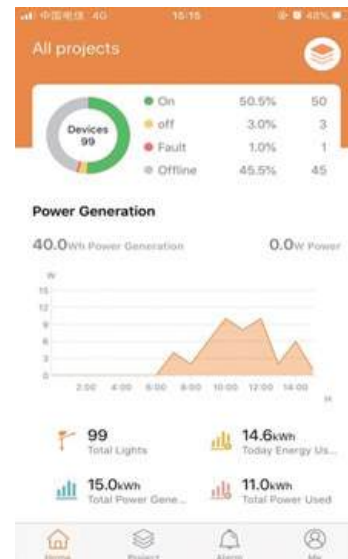 中国电信 4G 15:15 48%
All projects
Devices
99
On 50.5% 50
off 3.0% 3
Fault 1.0% 1
Offline 45.5% 45
Power Generation
40.0Wh Power Generation 0.0W Power
W
15
12
9
6
3
0
2:00 4:00 6:00 8:00 10:00 12:00 14:00
H
99
Total Lights
14.6kWh
Today Energy Us...
15.0kWh
Total Power Gene...
11.0kWh
Total Power Used
Home Project Alarm Me